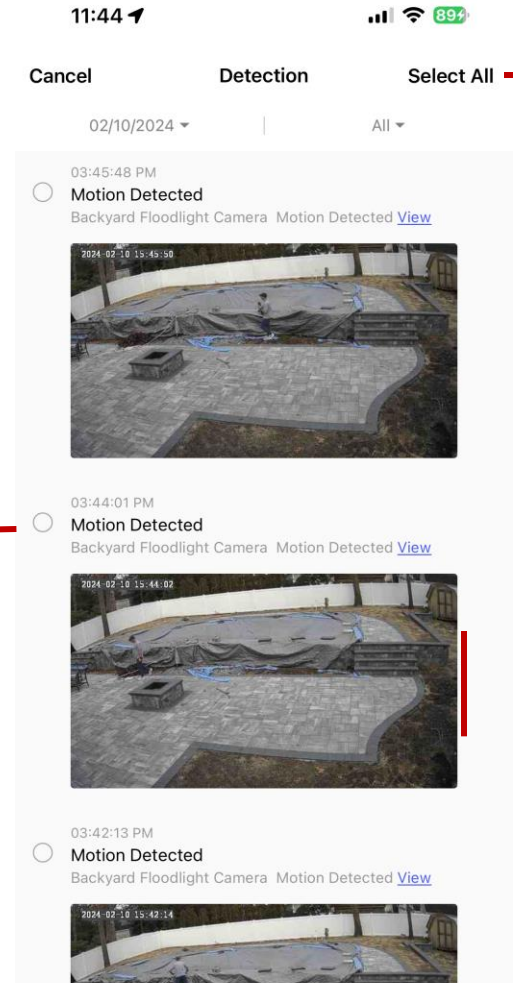 11:44
89
Cancel Detection Select All
02/10/2024 All
03:45:48 PM
Motion Detected
Backyard Floodlight Camera Motion Detected View
2024-02-10 15:45:50
03:44:01 PM
Motion Detected
Backyard Floodlight Camera Motion Detected View
2024-02-10 15:44:02
03:42:13 PM
Motion Detected
Backyard Floodlight Camera Motion Detected View
2024-02-10 15:42:14